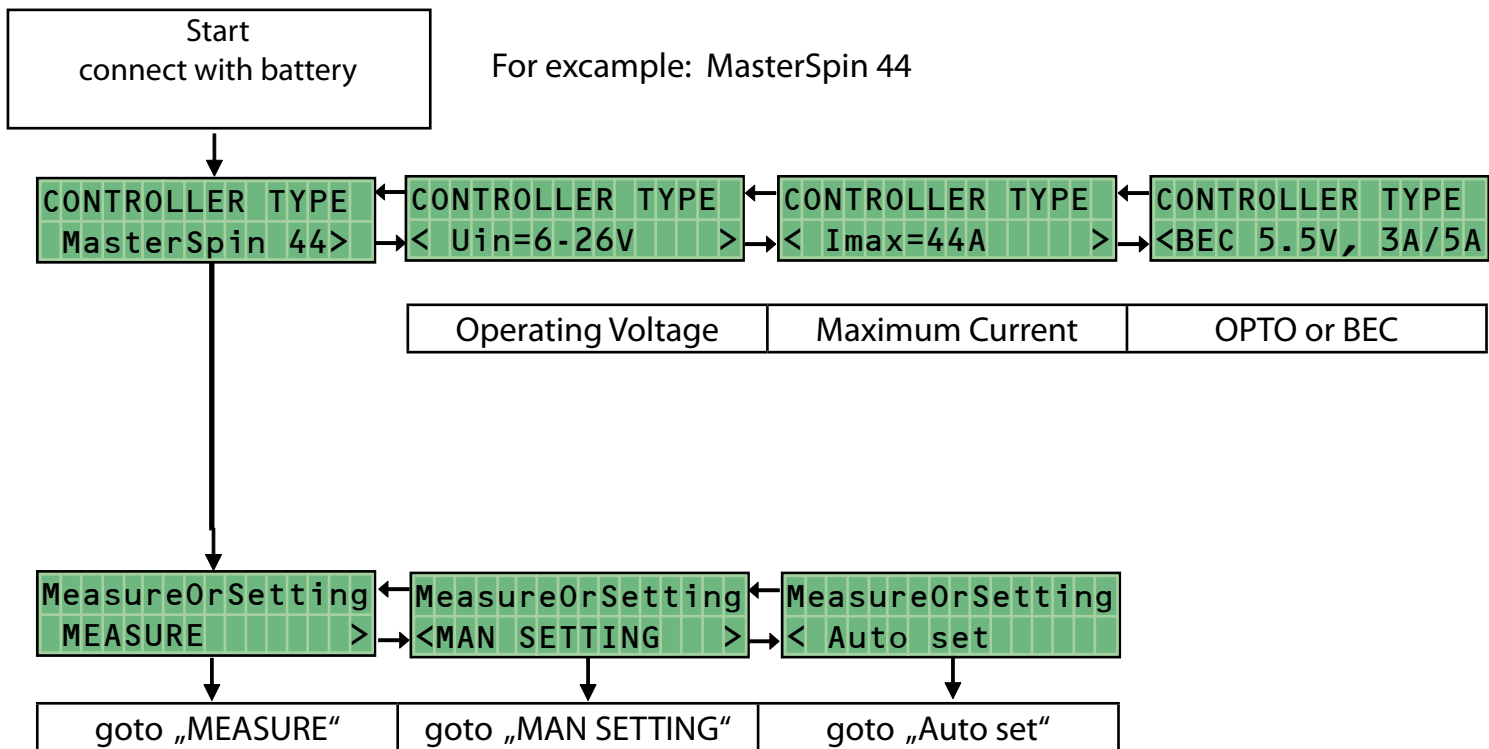 Start
connect with battery
For excample: MasterSpin 44
CONTROLLER TYPE
MasterSpin 44>
CONTROLLER TYPE
< Uin=6-26V >
CONTROLLER TYPE
< Imax=44A >
CONTROLLER TYPE
<BEC 5.5V, 3A/5A
Operating Voltage
Maximum Current
OPTO or BEC
MeasureOrSetting
MEASURE >
MeasureOrSetting
<MAN SETTING >
MeasureOrSetting
< Auto set
goto „MEASURE“
goto „MAN SETTING“
goto „Auto set“